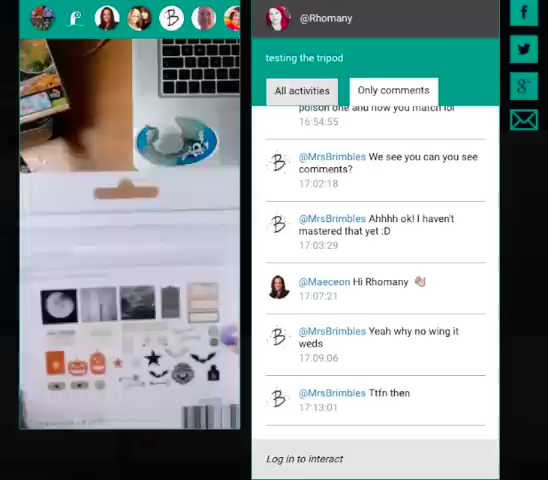 @Rhomany
testing the tripod
All activities
Only comments
poison one and now you match lol
16:54:55
@MrsBrimbles We see you can you see
comments?
17:02:18
@MrsBrimbles Ahhhh ok! I haven't
mastered that yet :D
17:03:29
@Maeceon Hi Rhomany 👋🏼
17:07:21
@MrsBrimbles Yeah why no wing it
weds
17:09:06
@MrsBrimbles Ttfn then
17:13:01
Log in to interact
B
f
g+